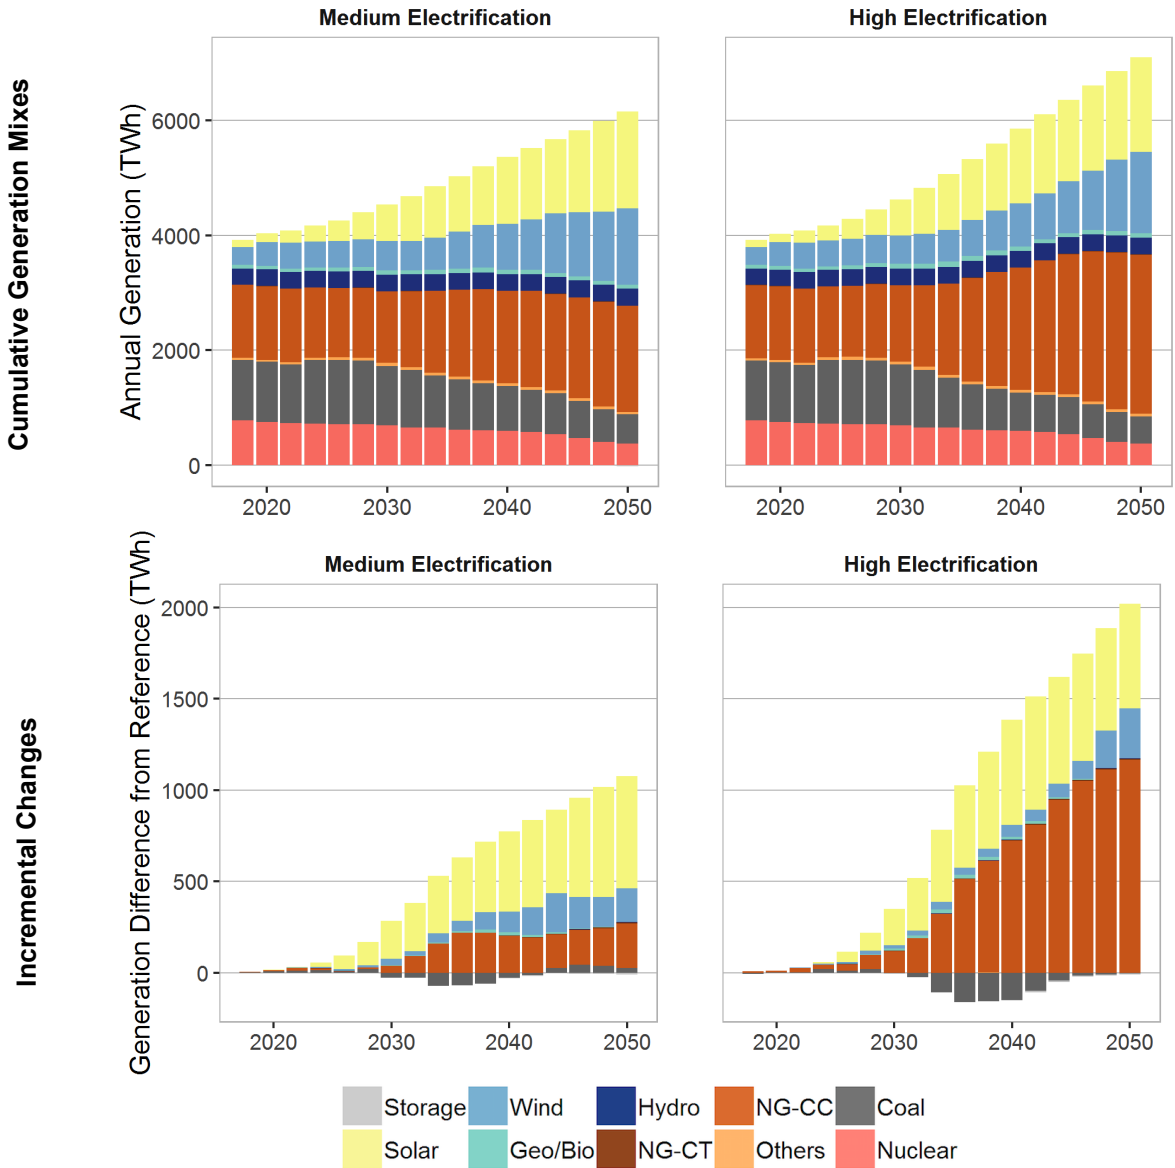 Medium Electrification
High Electrification
Cumulative Generation Mixes
Annual Generation (TWh)
6000
4000
2000
0
2020 2030 2040 2050
2020 2030 2040 2050
Medium Electrification
High Electrification
Incremental Changes
Generation Difference from Reference (TWh)
2000
1500
1000
500
0
2020 2030 2040 2050
2020 2030 2040 2050
Storage Wind Hydro NG-CC Coal
Solar Geo/Bio NG-CT Others Nuclear